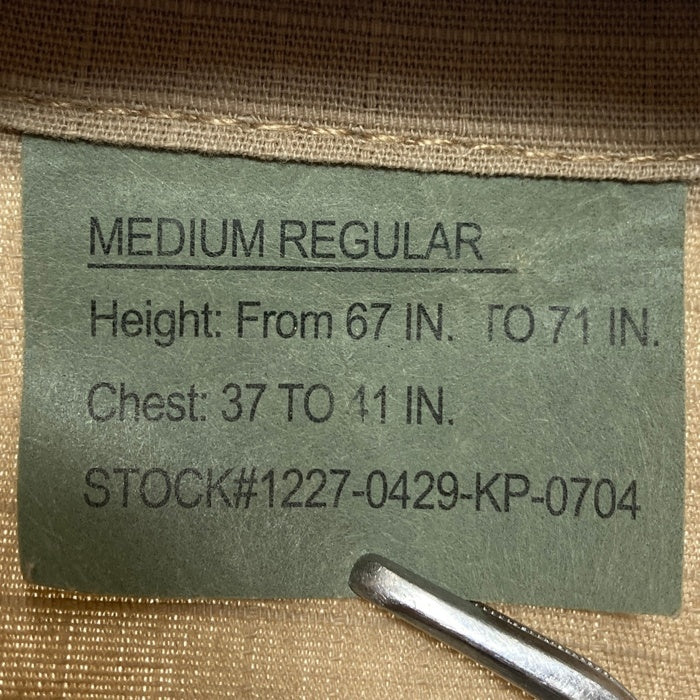 MEDIUM REGULAR
Height: From 67 IN. TO 71 IN.
Chest: 37 TO 41 IN.
STOCK#1227-0429-KP-0704